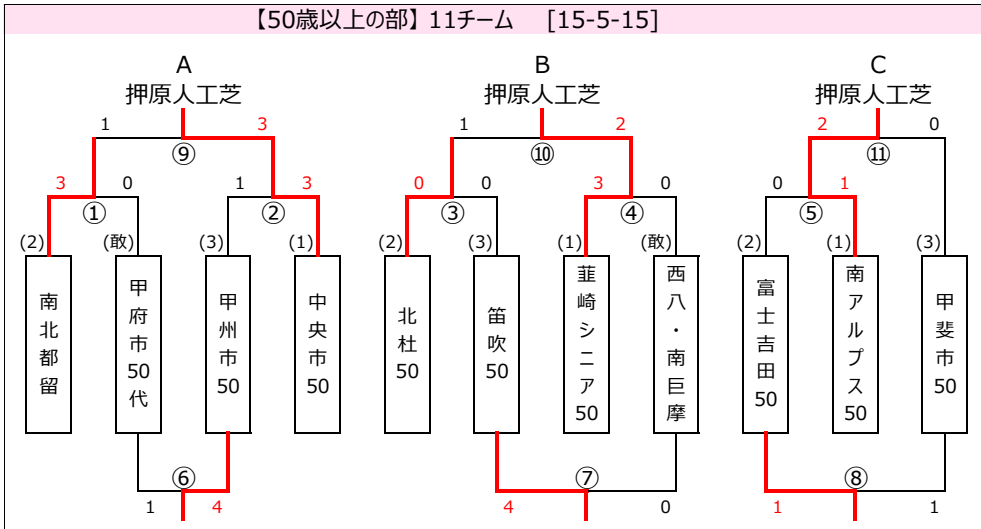 【50歳以上の部】 11チーム　[15-5-15]
A　B　C
押原人工芝　押原人工芝　押原人工芝
1　3　1　2　2　0
⑨　⑩　⑪
3　0　1　3　0　0　3　0　0　1
①　②　③　④　⑤
(2)　(敢)　(3)　(1)　(2)　(3)　(1)　(敢)　(2)　(1)　(3)
南北都留
甲府市50代
甲州市50
中央市50
北杜50
笛吹50
韮崎シニア50
西八・南巨摩
富士吉田50
南アルプス50
甲斐市50
⑥　⑦　⑧
1　4　4　0　1　1